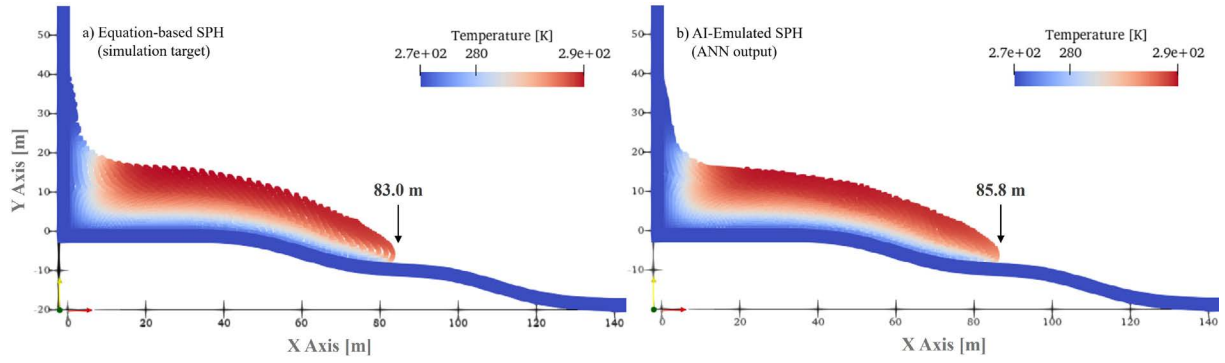 a) Equation-based SPH
(simulation target)
Temperature [K]
2.7e+02 280 2.9e+02
50
40
30
20
10
0
-10
-20
Y Axis [m]
83.0 m
0 20 40 60 80 100 120 140
X Axis [m]
b) AI-Emulated SPH
(ANN output)
Temperature [K]
2.7e+02 280 2.9e+02
50
40
30
20
10
0
-10
-20
85.8 m
0 20 40 60 80 100 120 140
X Axis [m]